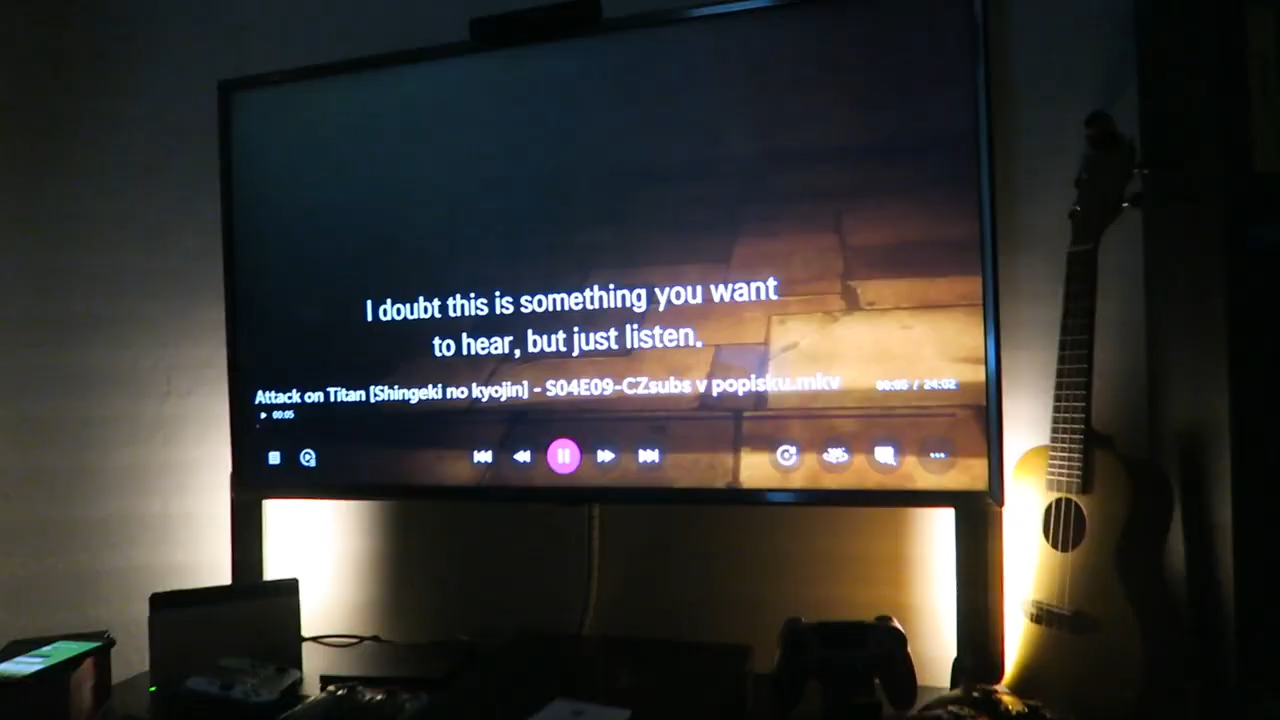 I doubt this is something you want
to hear, but just listen.
Attack on Titan [Shingeki no kyojin] - S04E09-CZsubs v popisku.mkv
00:05 / 24:02
00:05